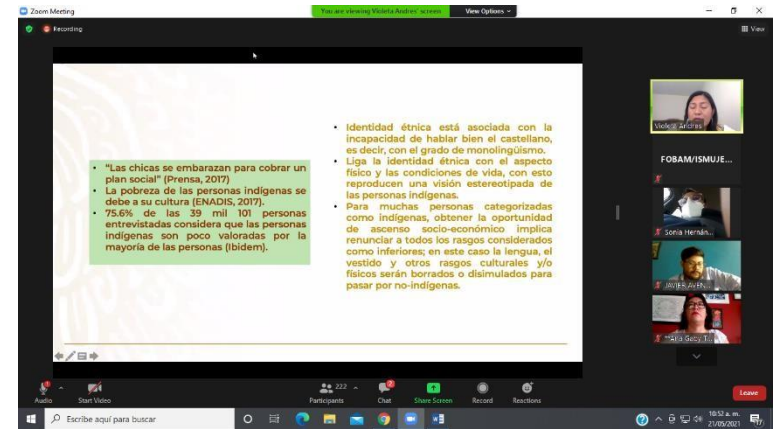 Zoom Meeting
You are viewing Violeta Andres' screen
View Options
Recording
View
• "Las chicas se embarazan para cobrar un
plan social" (Prensa, 2017)
• La pobreza de las personas indígenas se
debe a su cultura (ENADIS, 2017).
• 75.6% de las 39 mil 101 personas
entrevistadas considera que las personas
indígenas son poco valoradas por la
mayoría de las personas (Ibidem).
• Identidad étnica está asociada con la
incapacidad de hablar bien el castellano,
es decir, con el grado de monolingüismo.
• Liga la identidad étnica con el aspecto
físico y las condiciones de vida, con esto
reproducen una visión estereotipada de
las personas indígenas.
• Para muchas personas categorizadas
como indígenas, obtener la oportunidad
de ascenso socio-económico implica
renunciar a todos los rasgos considerados
como inferiores; en este caso la lengua, el
vestido y otros rasgos culturales y/o
físicos serán borrados o disimulados para
pasar por no-indígenas.
Violeta Andres
FOBAM/ISMUJE...
Sonia Hernán...
JAVIER AVEN...
Audio
Start Video
222
Participants
2
Chat
Share Screen
Record
Reactions
Leave
Escribe aquí para buscar
10:52 a. m.
21/05/2021